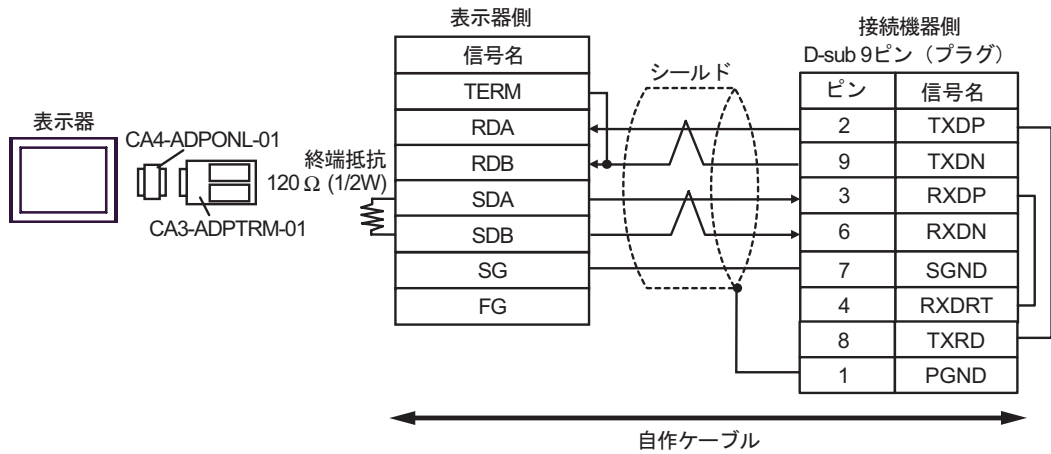 表示器
CA4-ADPONL-01
CA3-ADPTRM-01
終端抵抗
120 Ω (1/2W)
表示器側
信号名
TERM
RDA
RDB
SDA
SDB
SG
FG
シールド
接続機器側
D-sub 9ピン（プラグ）
ピン 信号名
2 TXDP
9 TXDN
3 RXDP
6 RXDN
7 SGND
4 RXDRT
8 TXRD
1 PGND
自作ケーブル